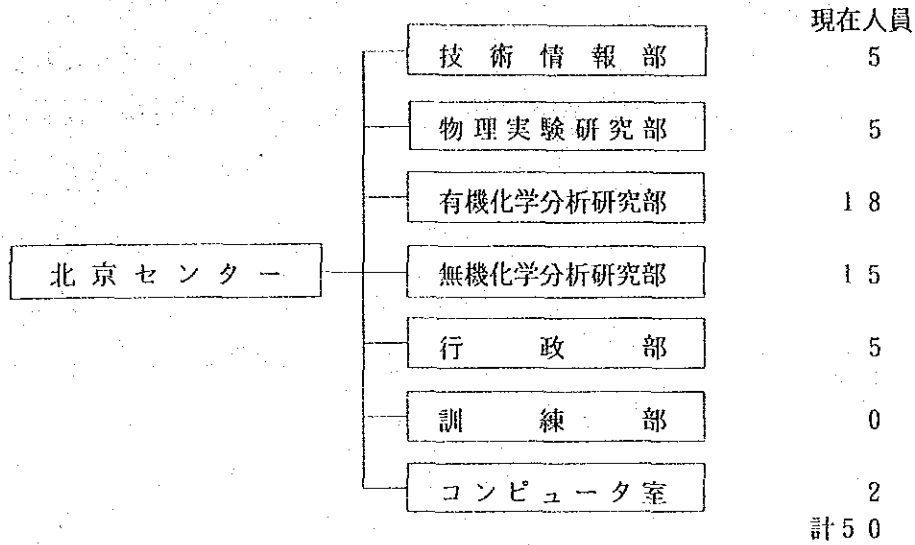 現在人員
技術情報部 5
物理実験研究部 5
有機化学分析研究部 18
北京センター 無機化学分析研究部 15
行政部 5
訓練部 0
コンピュータ室 2
計50